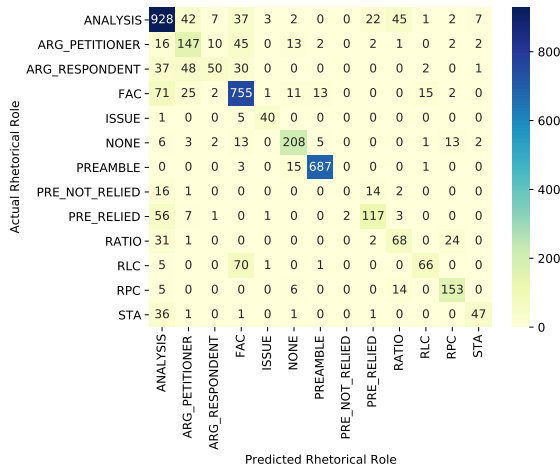 ANALYSIS 928 42 7 37 3 2 0 0 22 45 1 2 7
ARG_PETITIONER 16 147 10 45 0 13 2 0 2 1 0 2 2
ARG_RESPONDENT 37 48 50 30 0 0 0 0 0 0 2 0 1
FAC 71 25 2 755 1 11 13 0 0 0 15 2 0
ISSUE 1 0 0 5 40 0 0 0 0 0 0 0 0
NONE 6 3 2 13 0 208 5 0 0 0 1 13 2
PREAMBLE 0 0 0 3 0 15 687 0 0 0 1 0 0
PRE_NOT_RELIED 16 1 0 0 0 0 0 0 14 2 0 0 0
PRE_RELIED 56 7 1 0 1 0 0 2 117 3 0 0 0
RATIO 31 1 0 0 0 0 0 0 2 68 0 24 0
RLC 5 0 0 70 1 0 1 0 0 0 66 0 0
RPC 5 0 0 0 0 6 0 0 0 14 0 153 0
STA 36 1 0 1 0 1 0 0 1 0 0 0 47
ANALYSIS
ARG_PETITIONER
ARG_RESPONDENT
FAC
ISSUE
NONE
PREAMBLE
PRE_NOT_RELIED
PRE_RELIED
RATIO
RLC
RPC
STA
Predicted Rhetorical Role
Actual Rhetorical Role
800
600
400
200
0